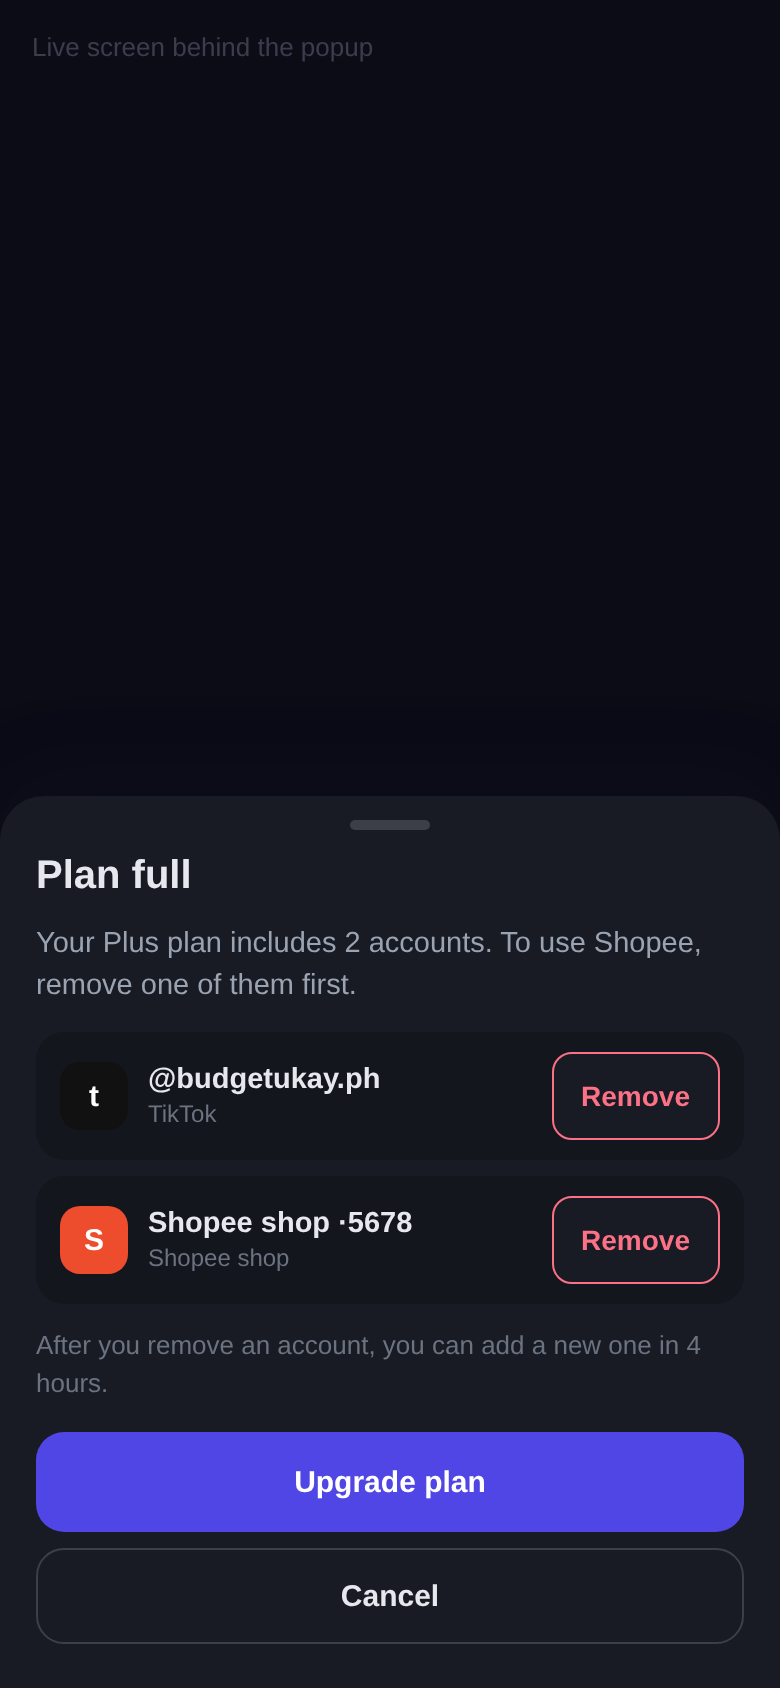 Live screen behind the popup
Plan full
Your Plus plan includes 2 accounts. To use Shopee,
remove one of them first.
t
@budgetukay.ph
TikTok
Remove
S
Shopee shop ·5678
Shopee shop
Remove
After you remove an account, you can add a new one in 4
hours.
Upgrade plan
Cancel